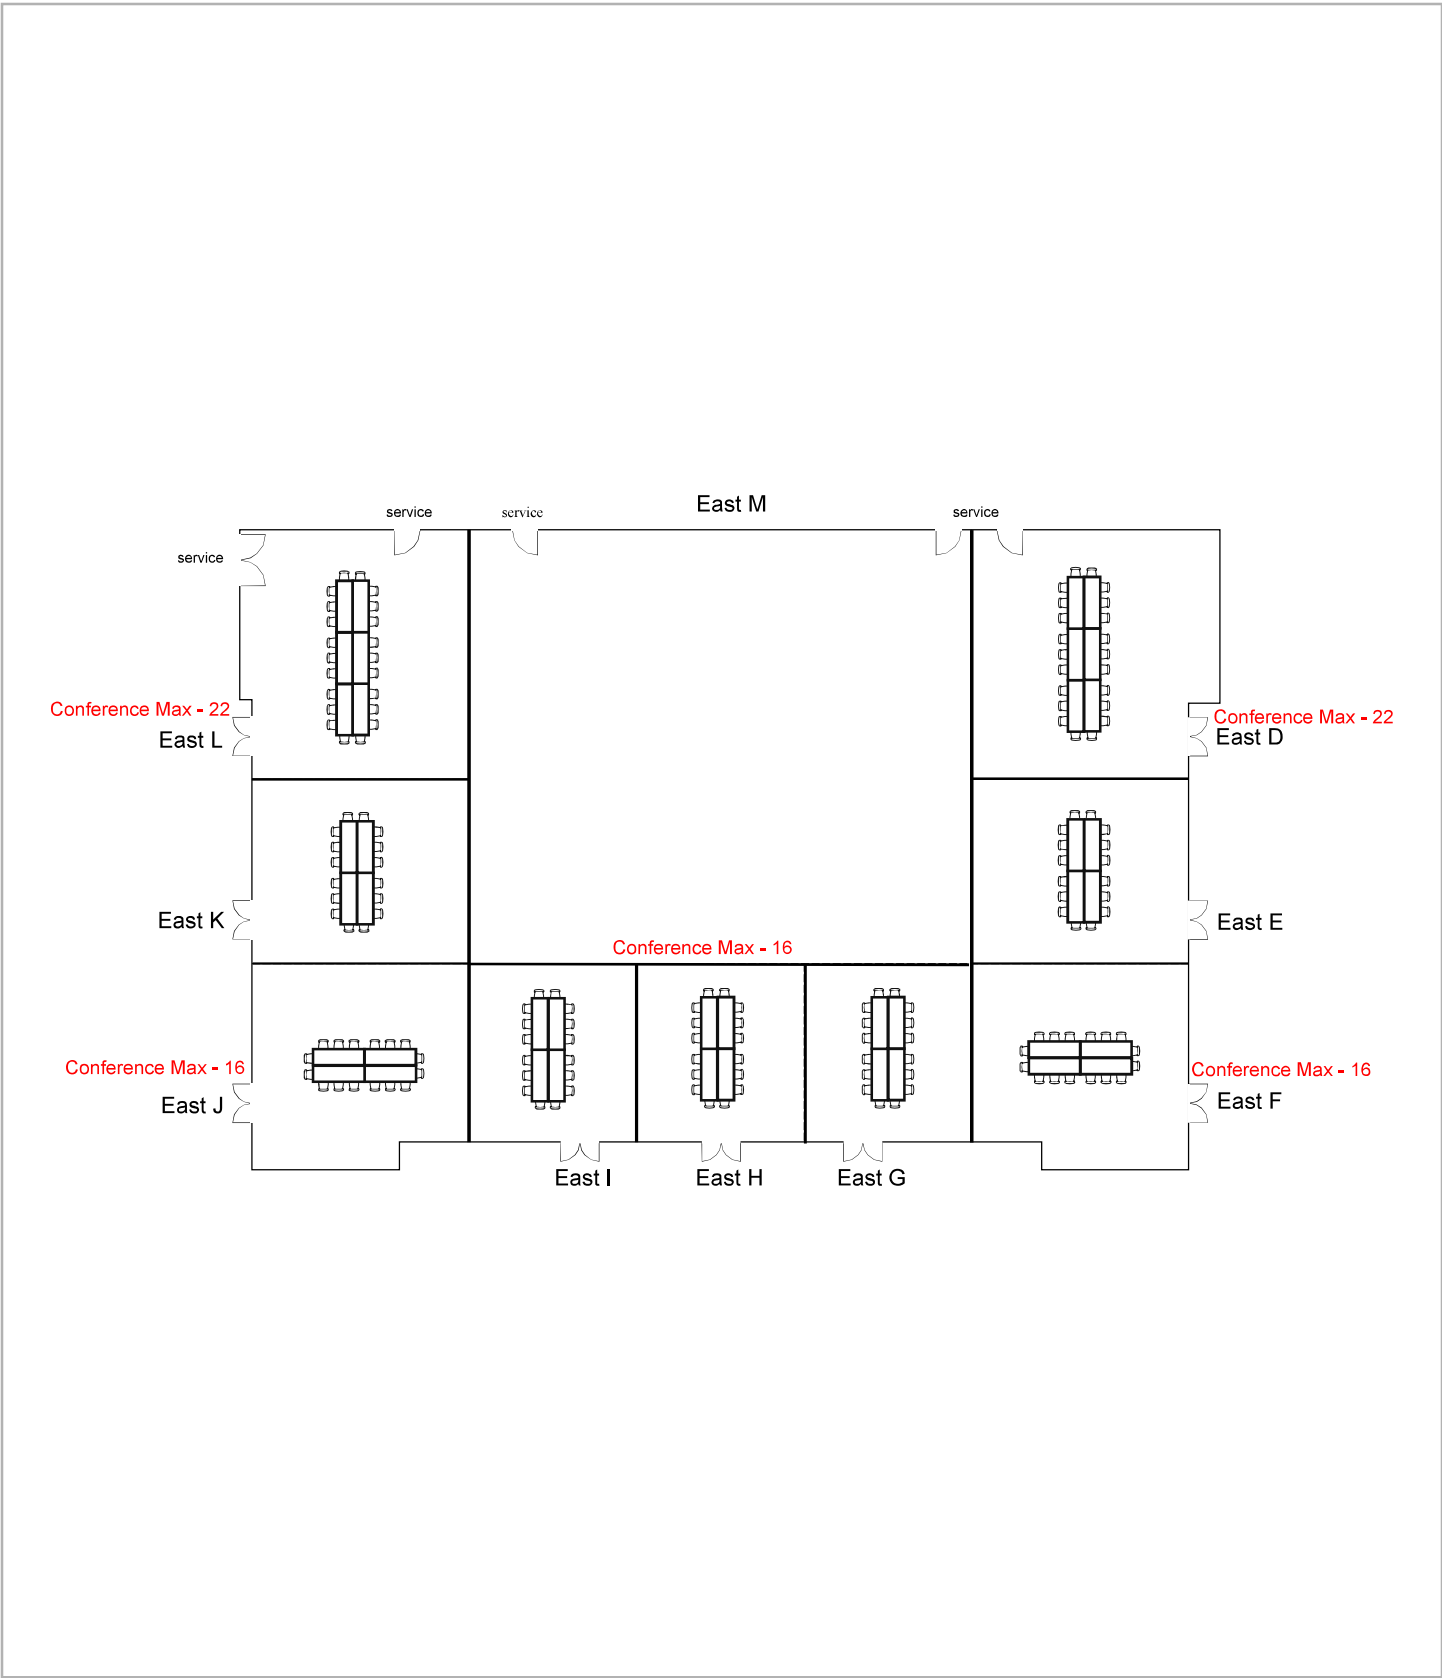 East M
service
service
service
service
Conference Max - 22
East L
Conference Max - 22
East D
East K
East E
Conference Max - 16
Conference Max - 16
East J
Conference Max - 16
East F
East I
East H
East G